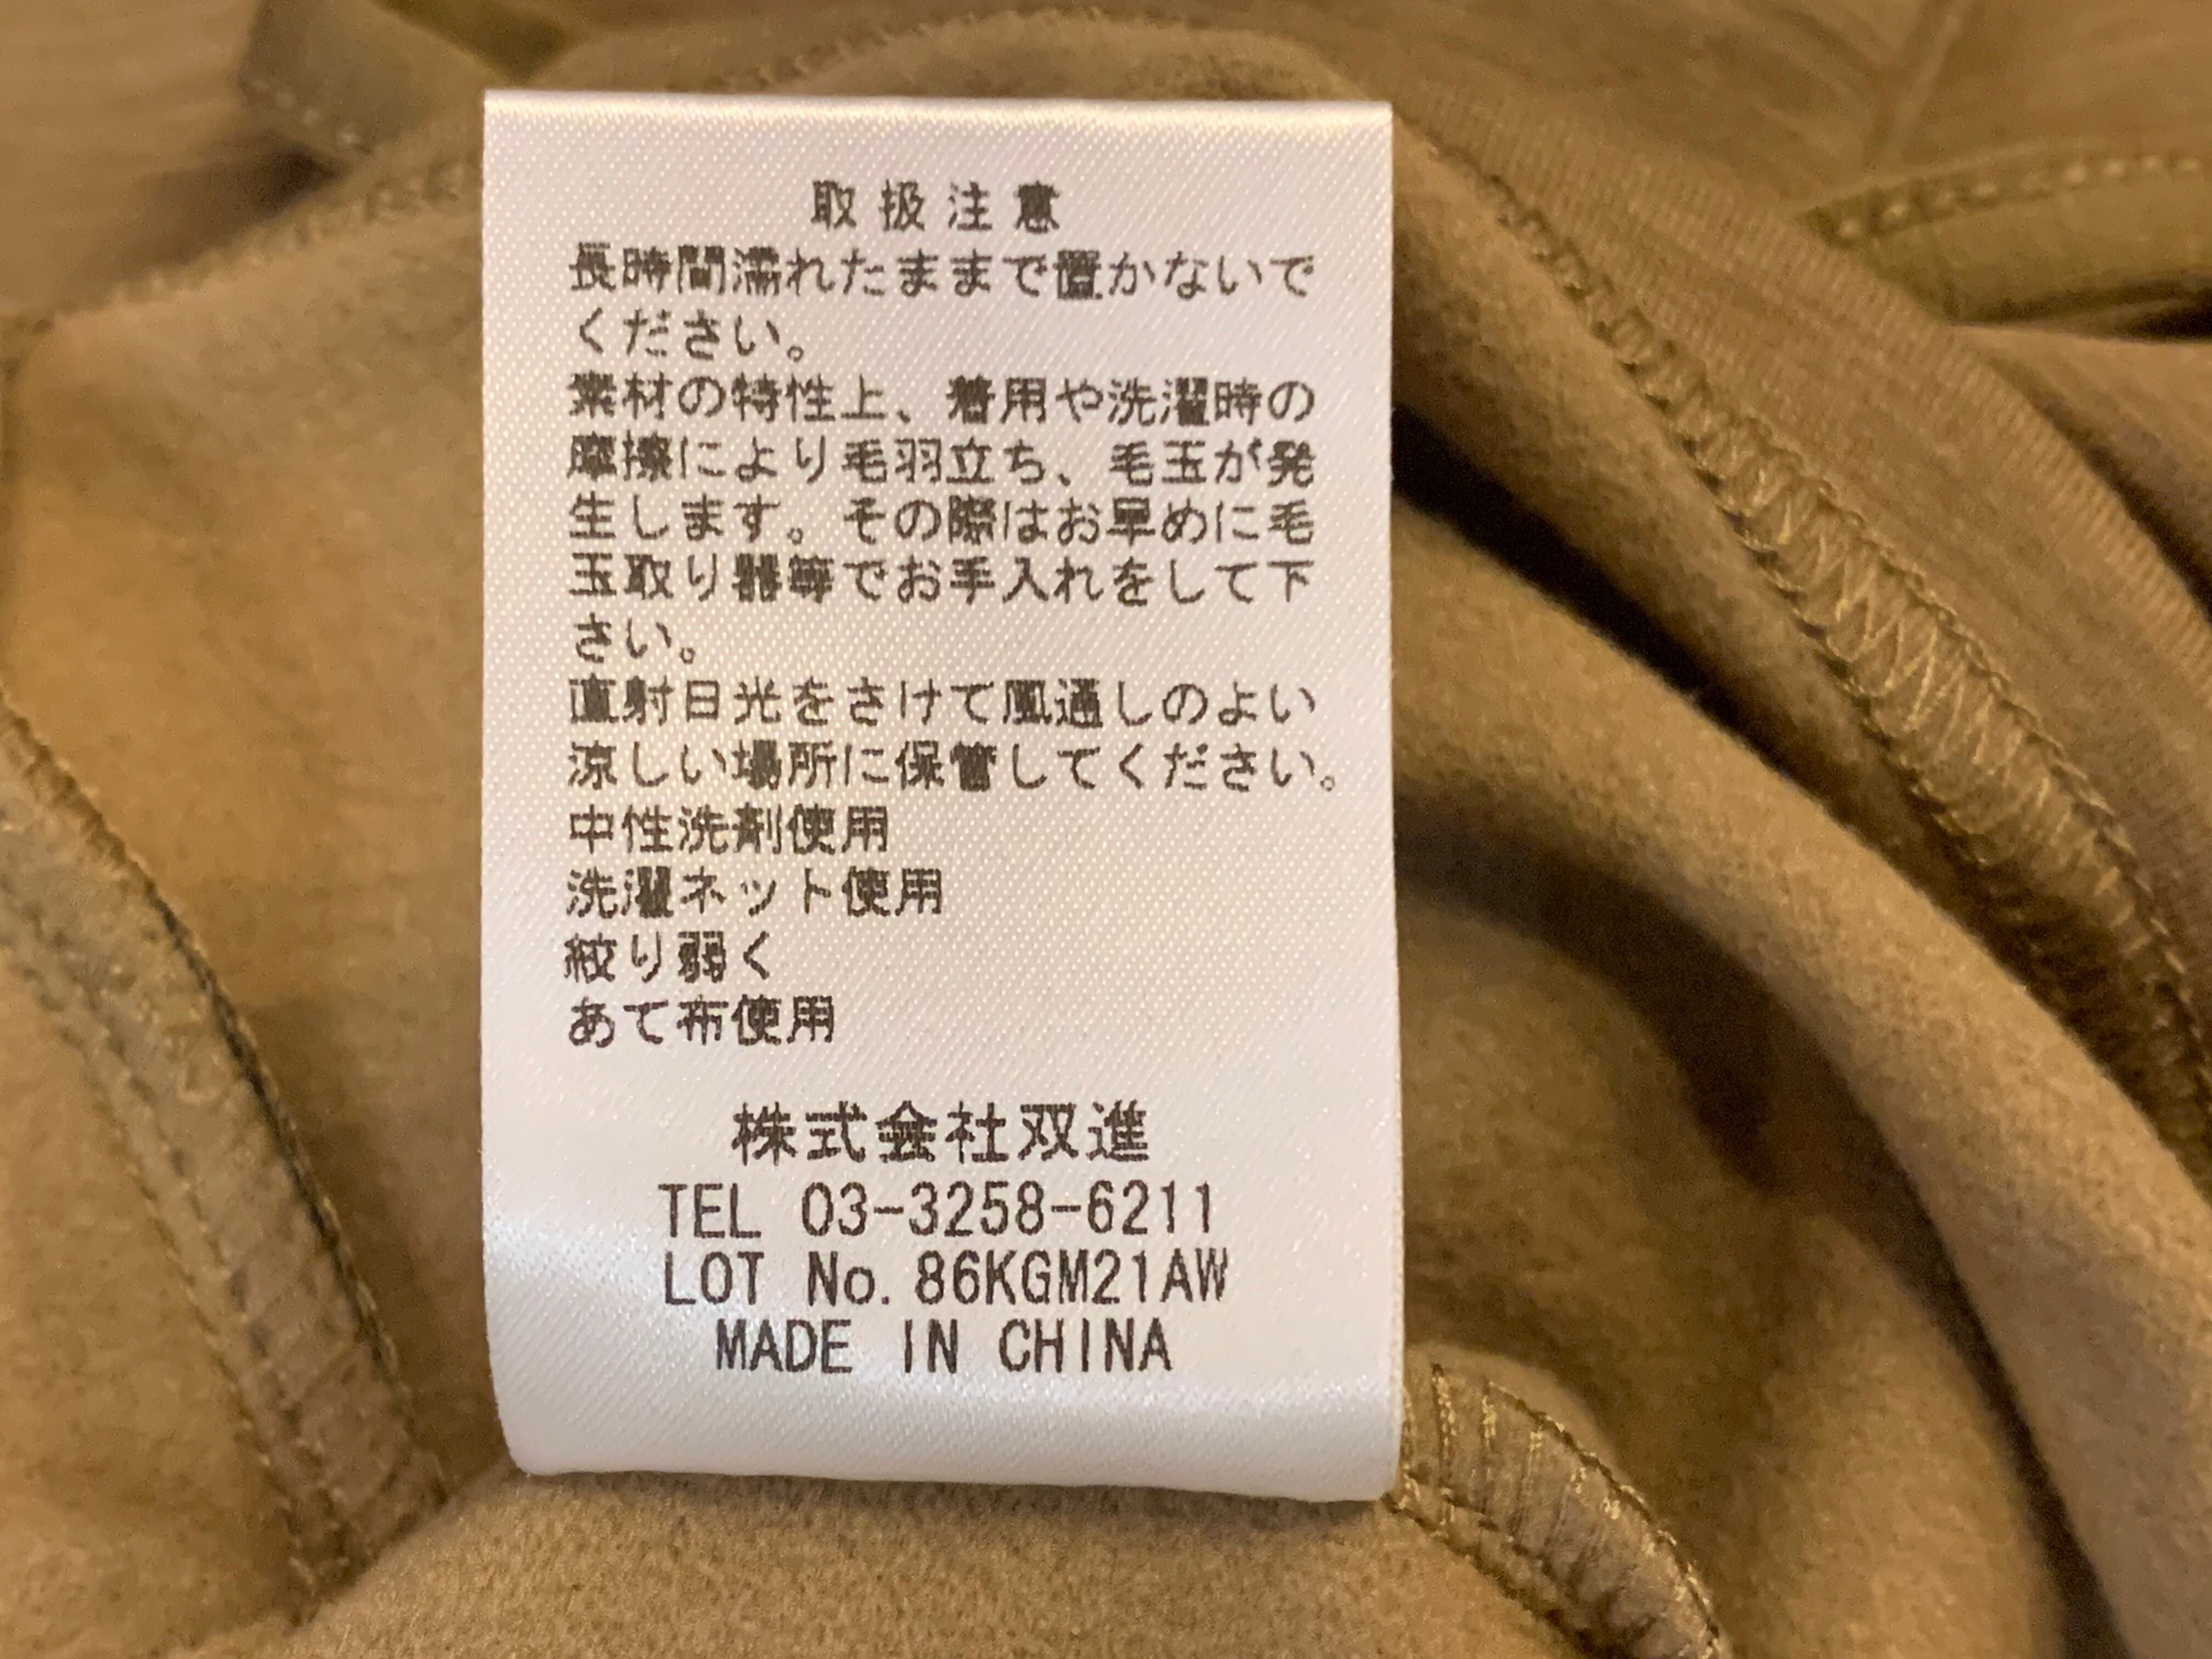 取扱注意
長時間濡れたままで置かないで
ください。
素材の特性上、着用や洗濯時の
摩擦により毛羽立ち、毛玉が発
生します。その際はお早めに毛
玉取り器等でお手入れをして下
さい。
直射日光をさけて風通しのよい
涼しい場所に保管してください。
中性洗剤使用
洗濯ネット使用
絞り弱く
あて布使用
株式会社双進
TEL 03-3258-6211
LOT No.86KGM21AW
MADE IN CHINA